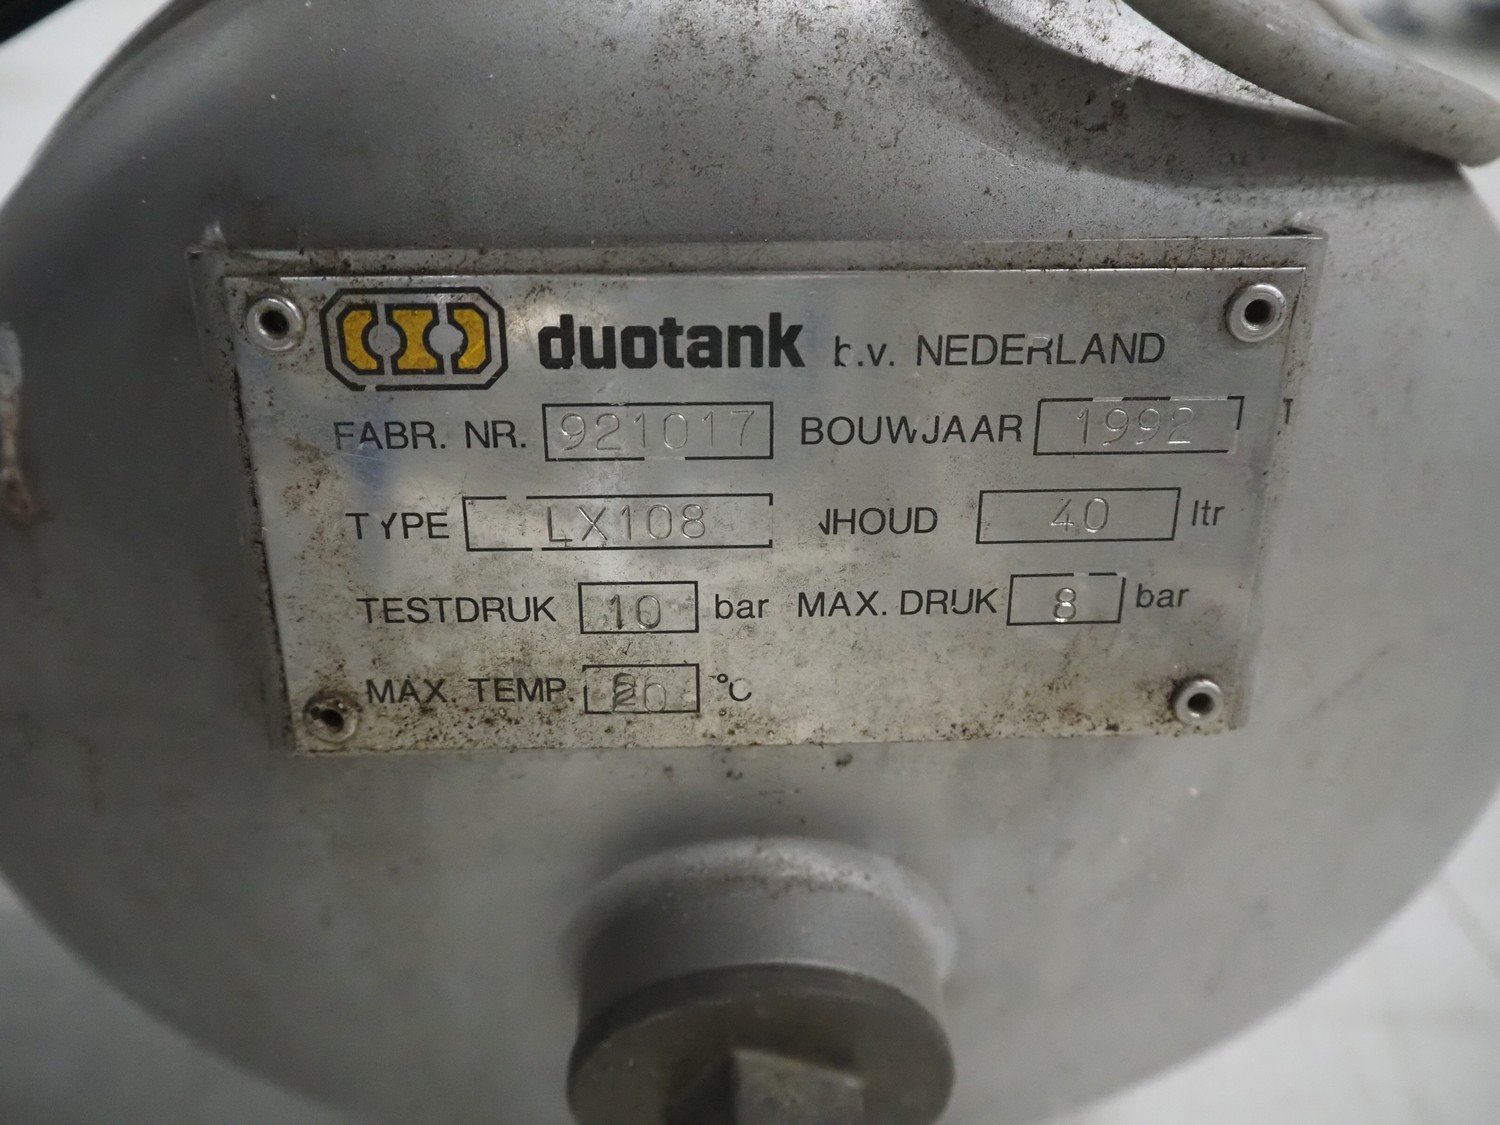 duotank b.v. NEDERLAND
FABR. NR. 921017 BOUWJAAR 1992
TYPE LX108 INHOUD 40 ltr
TESTDRUK 10 bar MAX. DRUK 8 bar
MAX. TEMP. °C